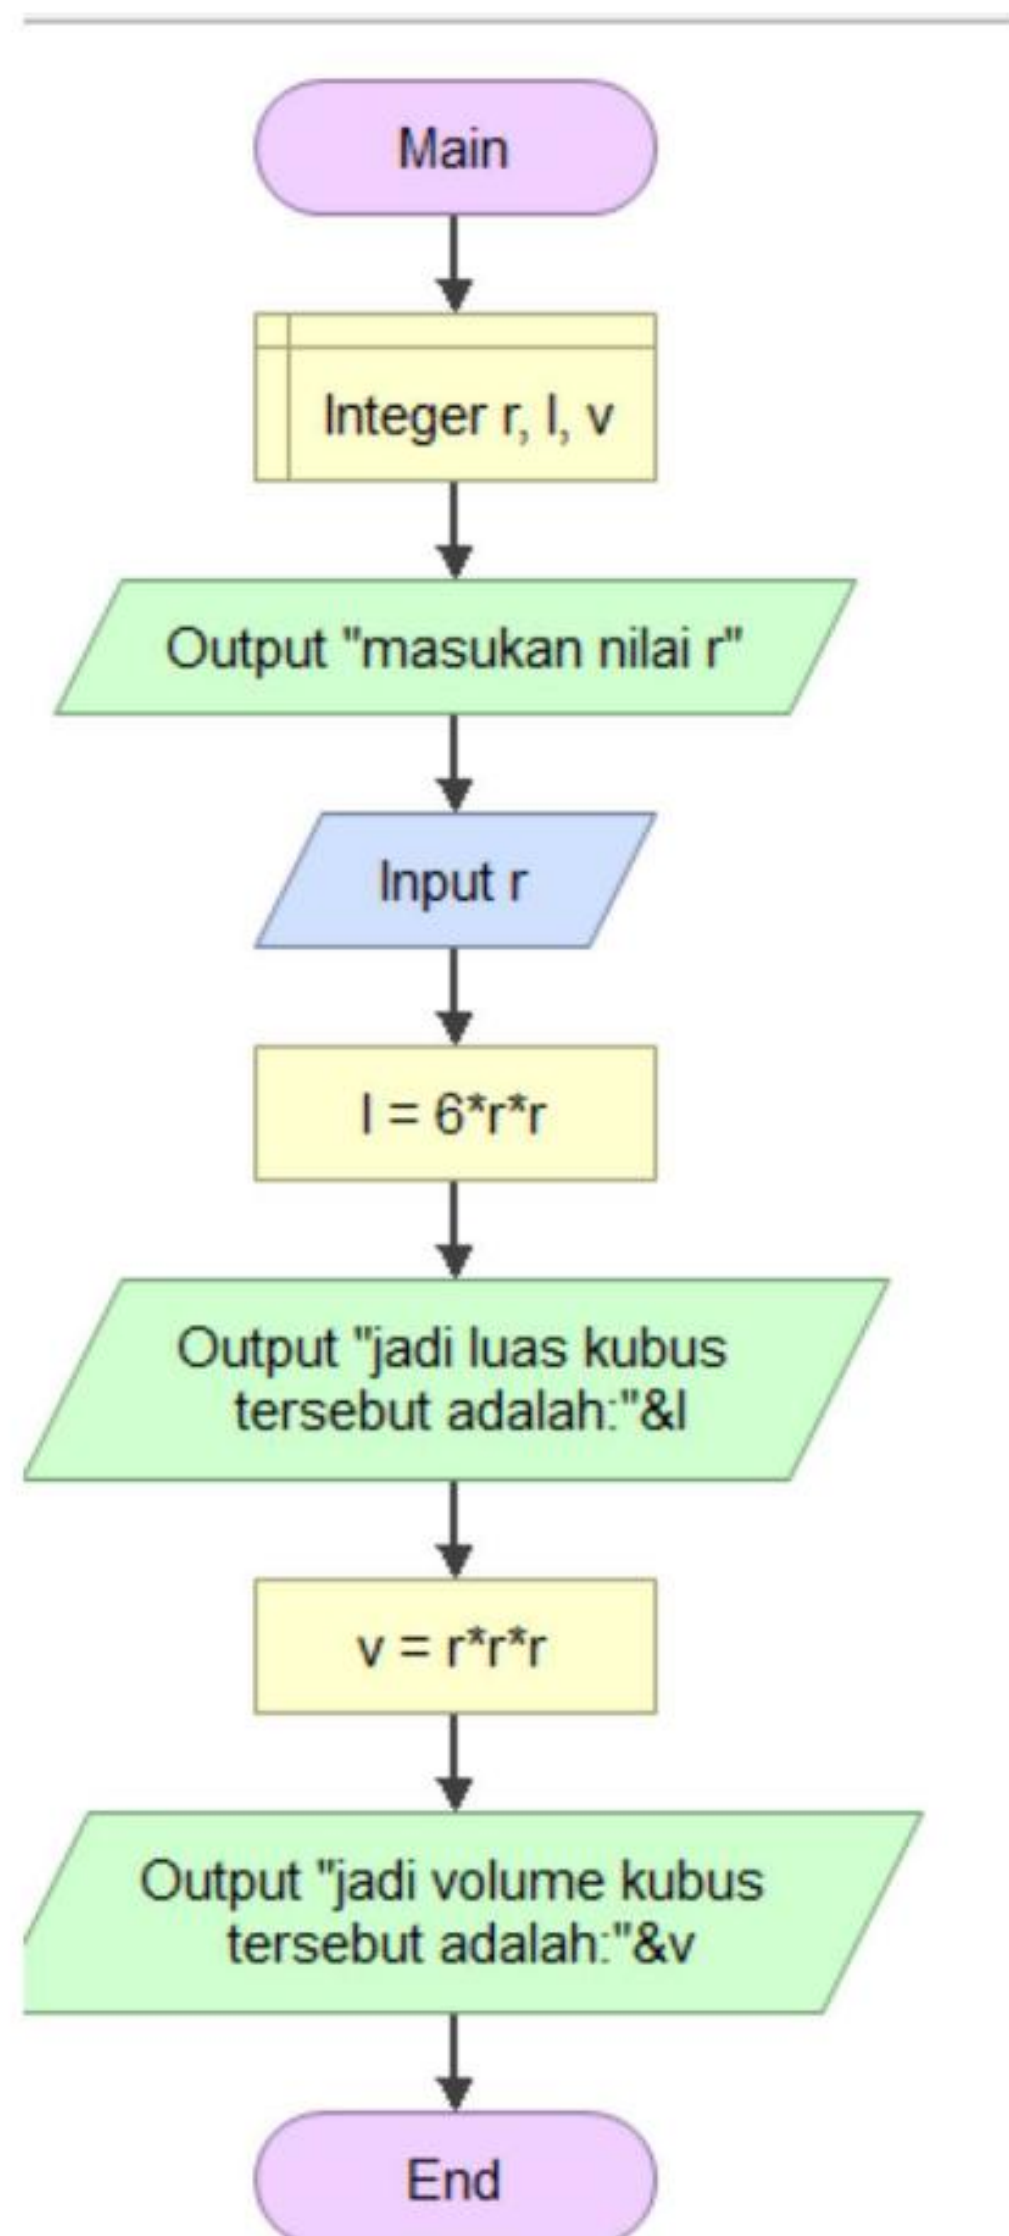 Main
Integer r, l, v
Output "masukan nilai r"
Input r
l = 6*r*r
Output "jadi luas kubus
tersebut adalah:"&l
v = r*r*r
Output "jadi volume kubus
tersebut adalah:"&v
End